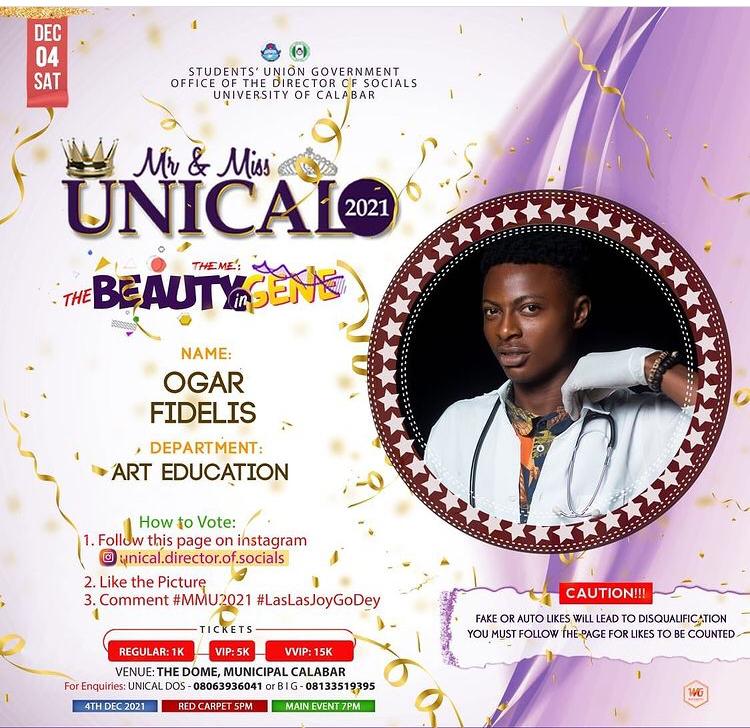 DEC
04
SAT
STUDENTS' UNION GOVERNMENT
OFFICE OF THE DIRECTOR OF SOCIALS
UNIVERSITY OF CALABAR
Mr & Miss
UNICAL 2021
THEME:
THE BEAUTY in GENE
NAME:
OGAR
FIDELIS
DEPARTMENT:
ART EDUCATION
How to Vote:
1. Follow this page on instagram
unical.director.of.socials
2. Like the Picture
3. Comment #MMU2021 #LasLasJoyGoDey
CAUTION!!!
FAKE OR AUTO LIKES WILL LEAD TO DISQUALIFICATION
YOU MUST FOLLOW THE PAGE FOR LIKES TO BE COUNTED
TICKETS
REGULAR: 1K VIP: 5K VVIP: 15K
VENUE: THE DOME, MUNICIPAL CALABAR
For Enquiries: UNICAL DOS - 08063936041 or B I G - 08133519395
4TH DEC 2021 RED CARPET 5PM MAIN EVENT 7PM